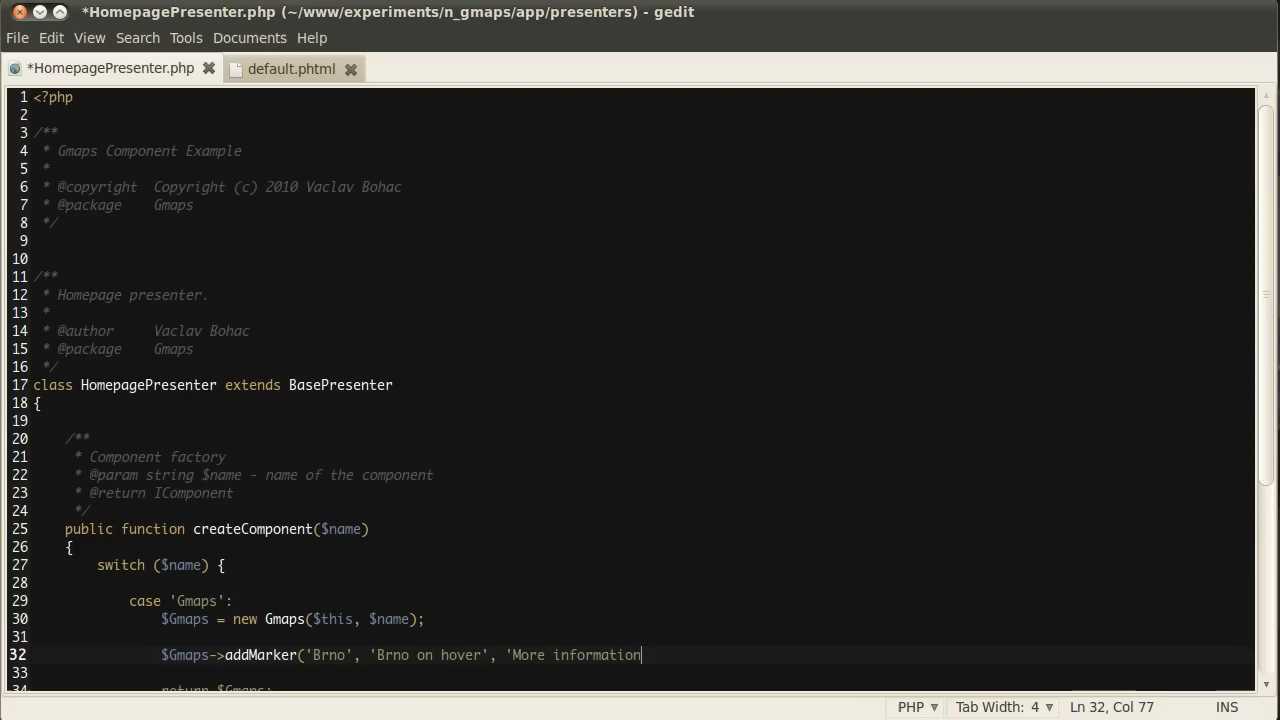 *HomepagePresenter.php (~/www/experiments/n_gmaps/app/presenters) - gedit
File Edit View Search Tools Documents Help
*HomepagePresenter.php default.phtml
1 <?php
2
3 /**
4 * Gmaps Component Example
5 *
6 * @copyright Copyright (c) 2010 Vaclav Bohac
7 * @package Gmaps
8 */
9
10
11 /**
12 * Homepage presenter.
13 *
14 * @author Vaclav Bohac
15 * @package Gmaps
16 */
17 class HomepagePresenter extends BasePresenter
18 {
19
20 /**
21 * Component factory
22 * @param string $name - name of the component
23 * @return IComponent
24 */
25 public function createComponent($name)
26 {
27 switch ($name) {
28
29 case 'Gmaps':
30 $Gmaps = new Gmaps($this, $name);
31
32 $Gmaps->addMarker('Brno', 'Brno on hover', 'More information
33
34 return $Gmaps;
PHP Tab Width: 4 Ln 32, Col 77 INS